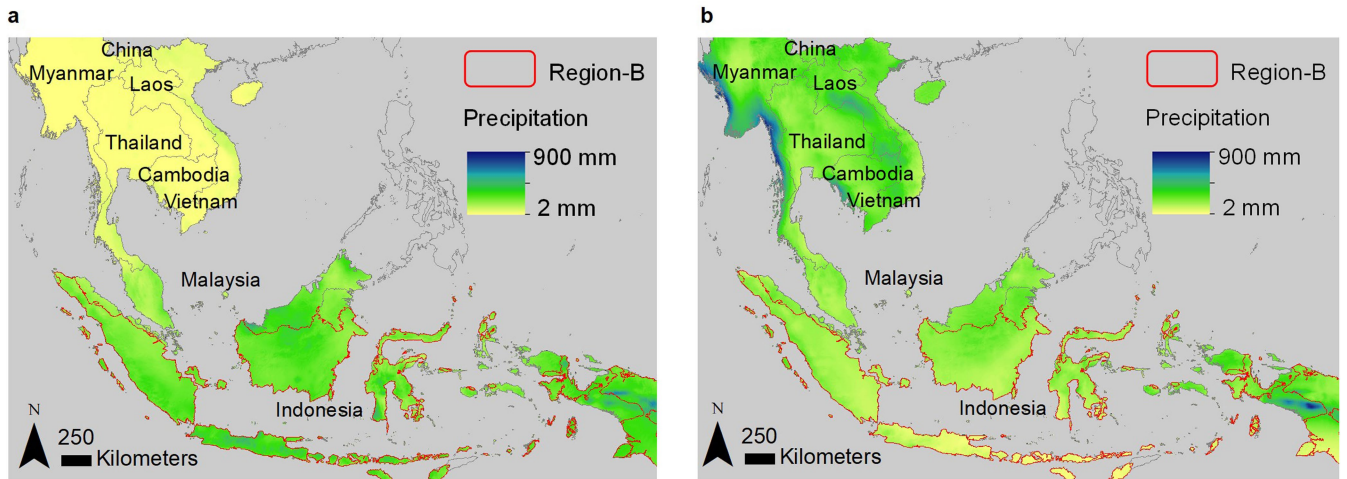 a
China
Myanmar
Laos
Thailand
Cambodia
Vietnam
Malaysia
Indonesia
Region-B
Precipitation
900 mm
2 mm
N
250
Kilometers
b
China
Myanmar
Laos
Thailand
Cambodia
Vietnam
Malaysia
Indonesia
Region-B
Precipitation
900 mm
2 mm
N
250
Kilometers